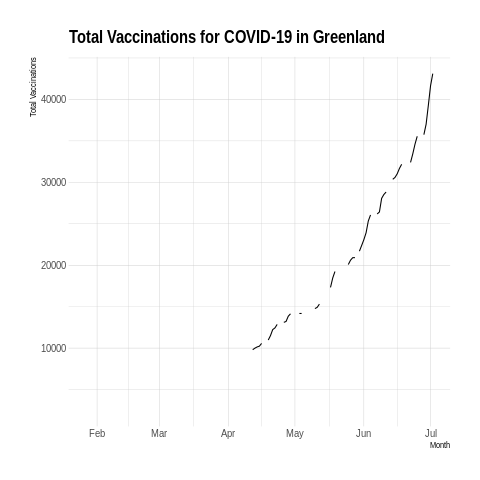 Total Vaccinations for COVID-19 in Greenland
Total Vaccinations
40000
30000
20000
10000
Feb Mar Apr May Jun Jul
Month